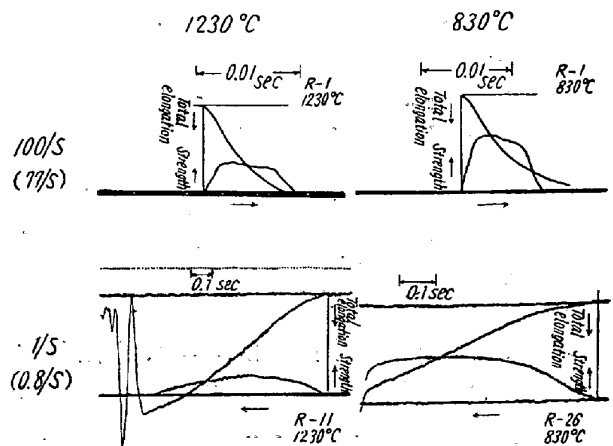 1230°C
830°C
0.01 sec
R-1
1230°C
Total elongation
Strength
0.01 sec
R-1
830°C
Total elongation
Strength
100/S
(77/S)
0.1 sec
Total elongation
Strength
R-11
1230°C
0.1 sec
Total elongation
Strength
R-26
830°C
1/S
(0.8/S)